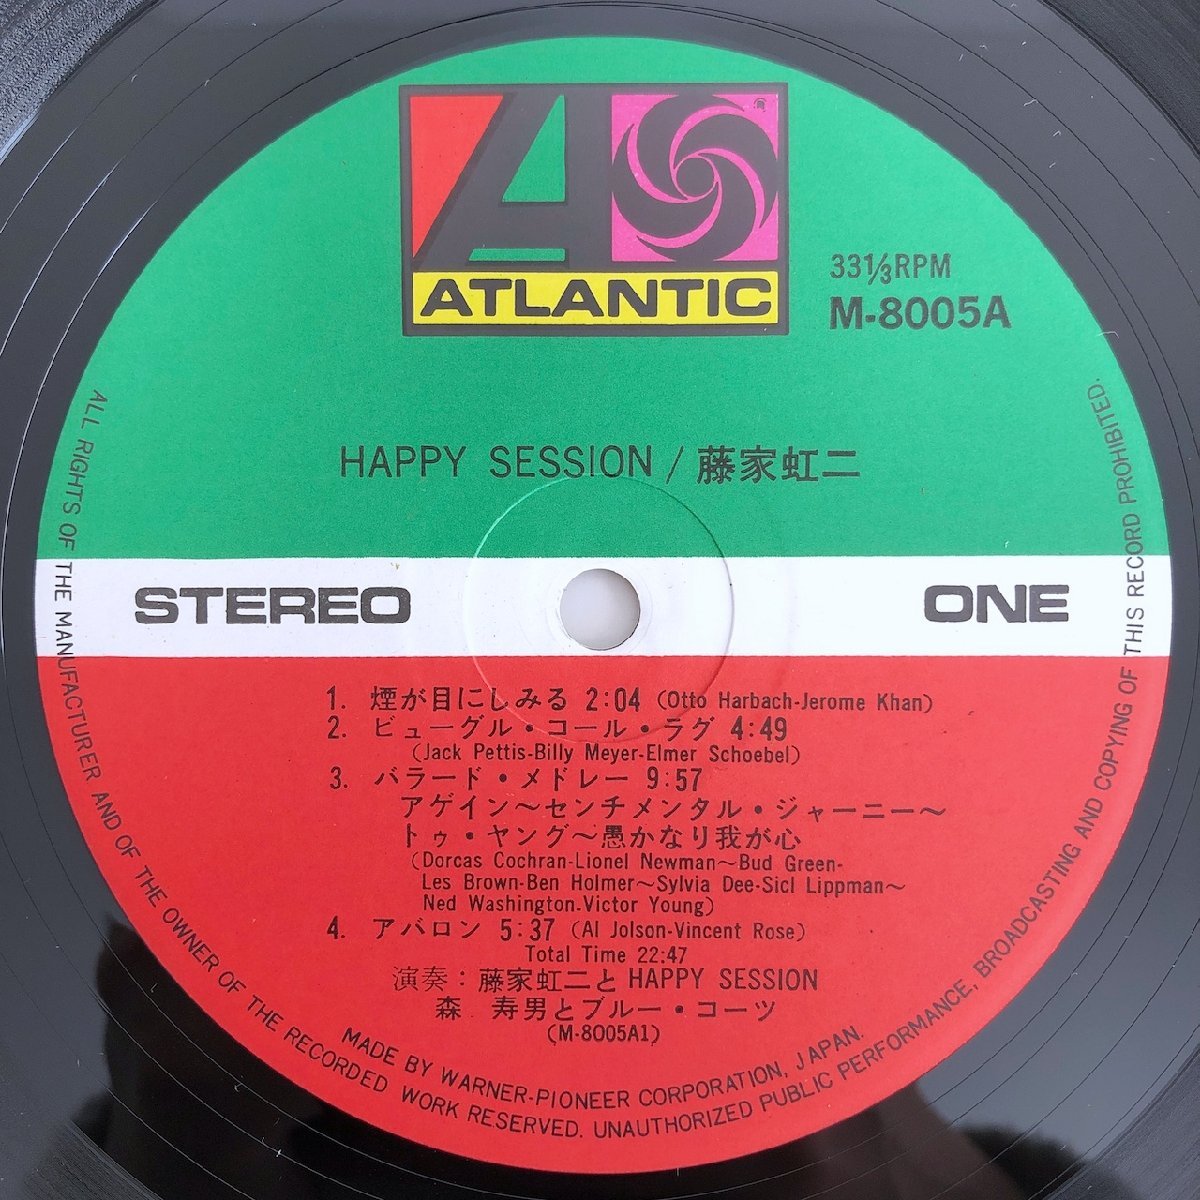 ATLANTIC
33⅓RPM
M-8005A
HAPPY SESSION / 藤家虹二
STEREO
ONE
1. 煙が目にしみる 2:04 (Otto Harbach-Jerome Khan)
2. ビューグル・コール・ラグ 4:49
(Jack Pettis-Billy Meyer-Elmer Schoebel)
3. バラード・メドレー 9:57
アゲイン〜センチメンタル・ジャーニー〜
トゥ・ヤング〜愚かなり我が心
(Dorcas Cochran-Lionel Newman〜Bud Green-
Les Brown-Ben Holmer〜Sylvia Dee-Sicl Lippman〜
Ned Washington-Victor Young)
4. アバロン 5:37 (Al Jolson-Vincent Rose)
Total Time 22:47
演奏：藤家虹二とHAPPY SESSION
森 寿男とブルー・コーツ
(M-8005A1)
MADE BY WARNER-PIONEER CORPORATION, JAPAN.
ALL RIGHTS OF THE MANUFACTURER AND OF THE OWNER OF THE RECORDED WORK RESERVED. UNAUTHORIZED PUBLIC PERFORMANCE, BROADCASTING AND COPYING OF THIS RECORD PROHIBITED.